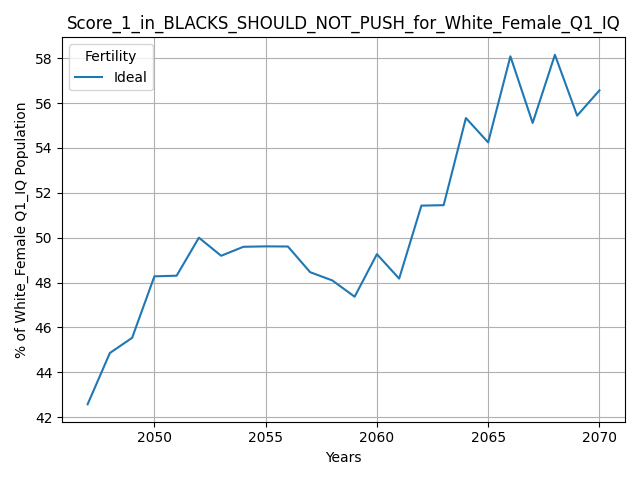 Score_1_in_BLACKS_SHOULD_NOT_PUSH_for_White_Female_Q1_IQ
Fertility
Ideal
% of White_Female Q1_IQ Population
58
56
54
52
50
48
46
44
42
2050
2055
2060
2065
2070
Years